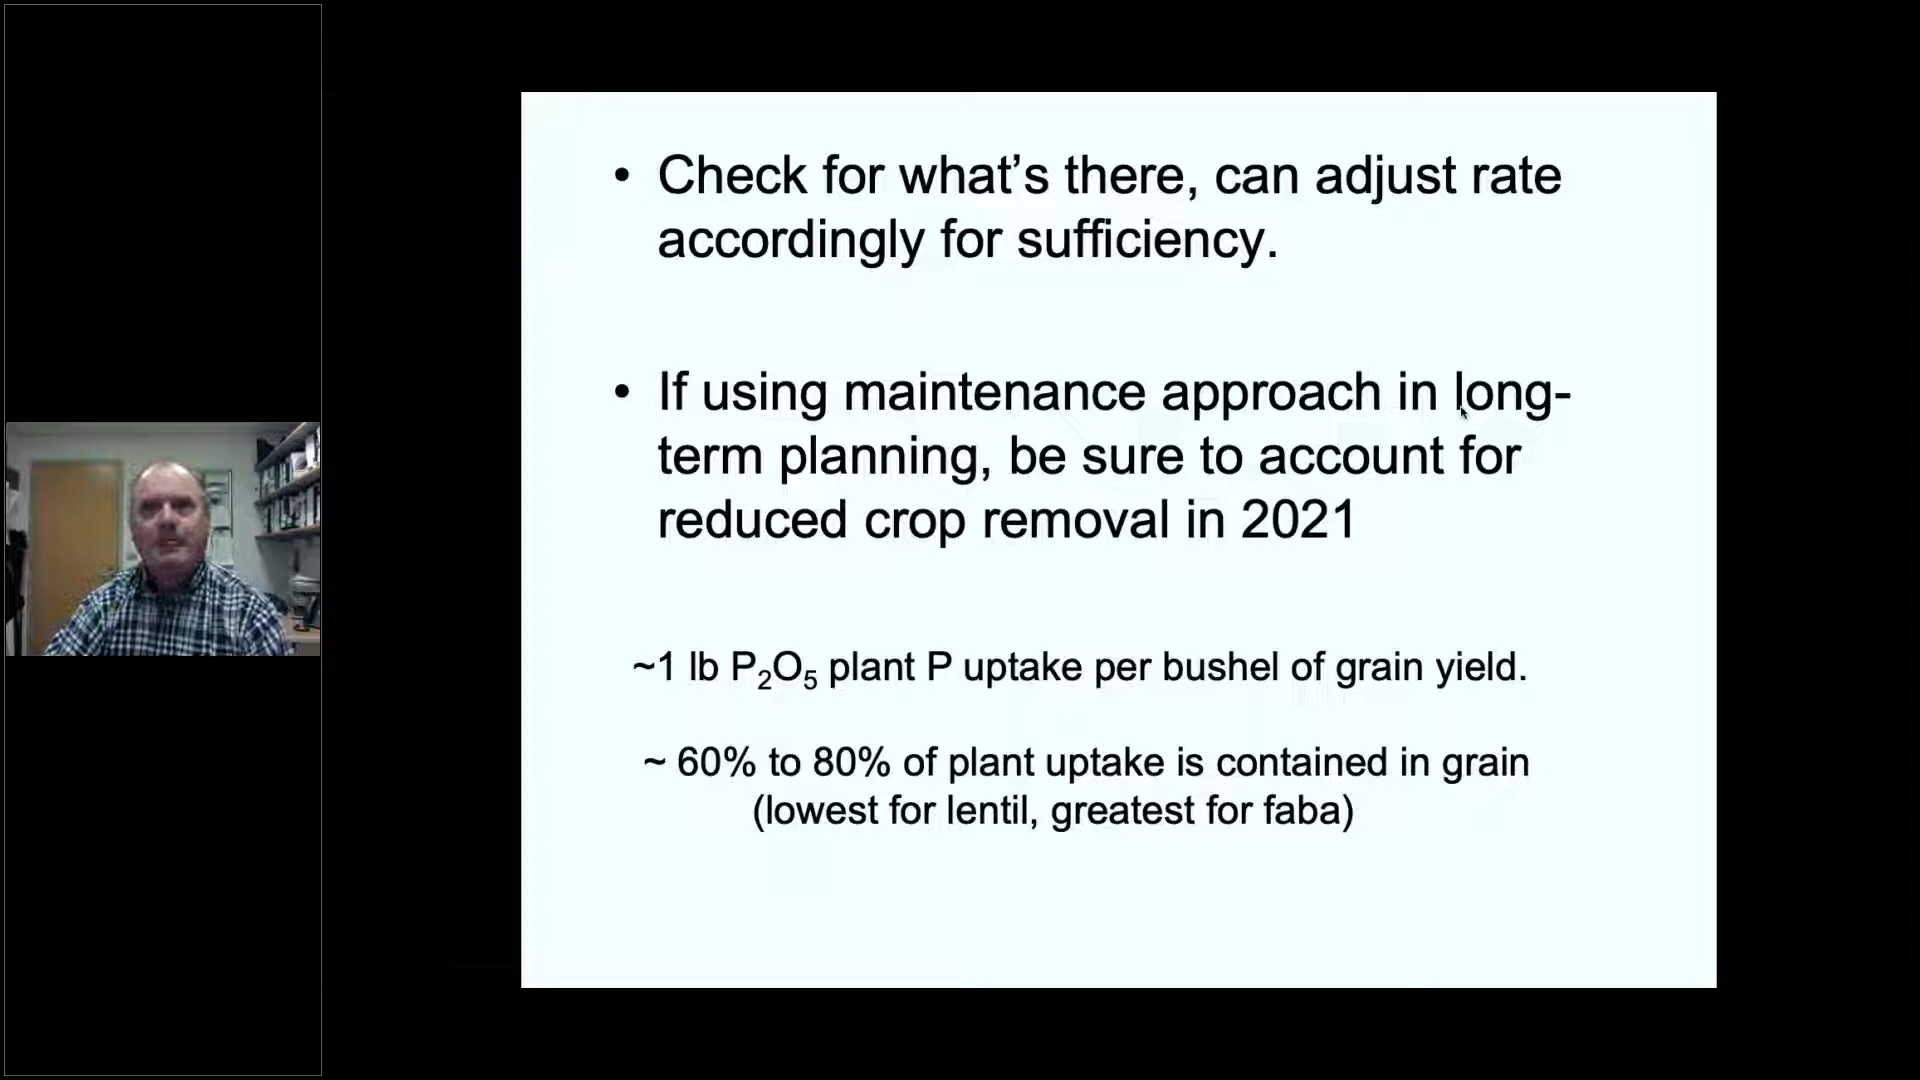 • Check for what’s there, can adjust rate
accordingly for sufficiency.
• If using maintenance approach in long-
term planning, be sure to account for
reduced crop removal in 2021
~1 lb P₂O₅ plant P uptake per bushel of grain yield.
~ 60% to 80% of plant uptake is contained in grain
(lowest for lentil, greatest for faba)